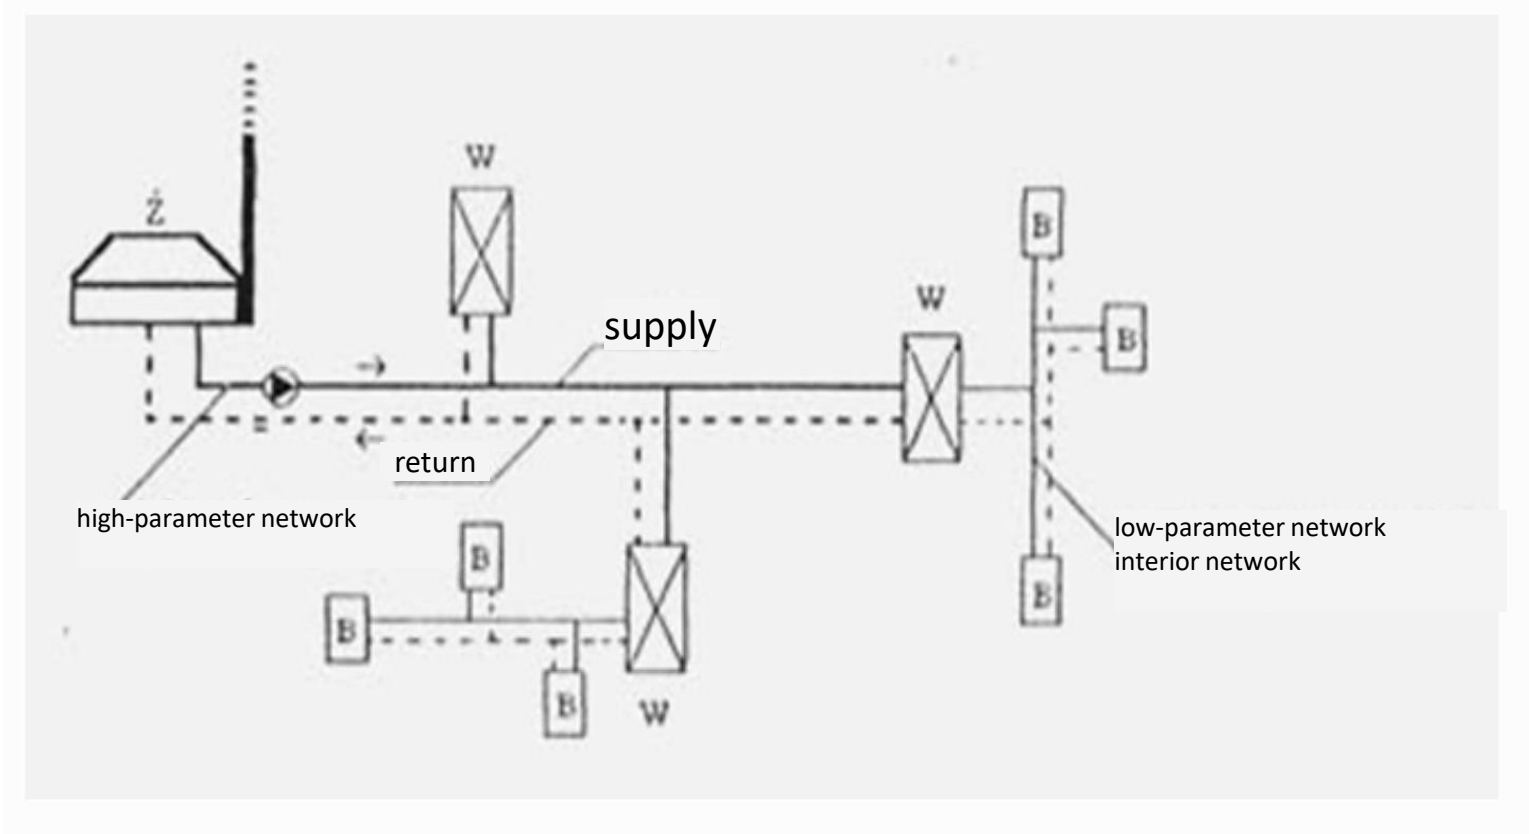 W
Ż
B
supply
W
B
return
high-parameter network
low-parameter network
interior network
B
B
B
B
W